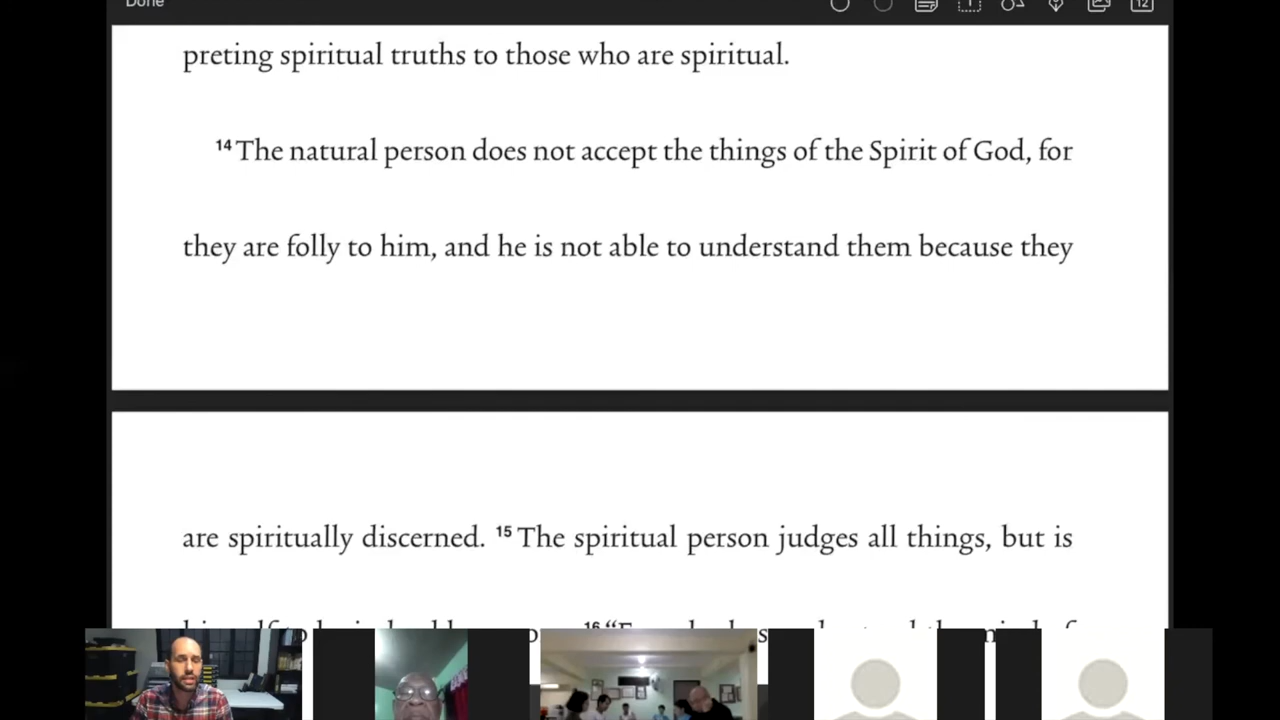 Done
12
preting spiritual truths to those who are spiritual.
14 The natural person does not accept the things of the Spirit of God, for
they are folly to him, and he is not able to understand them because they
are spiritually discerned. 15 The spiritual person judges all things, but is
16